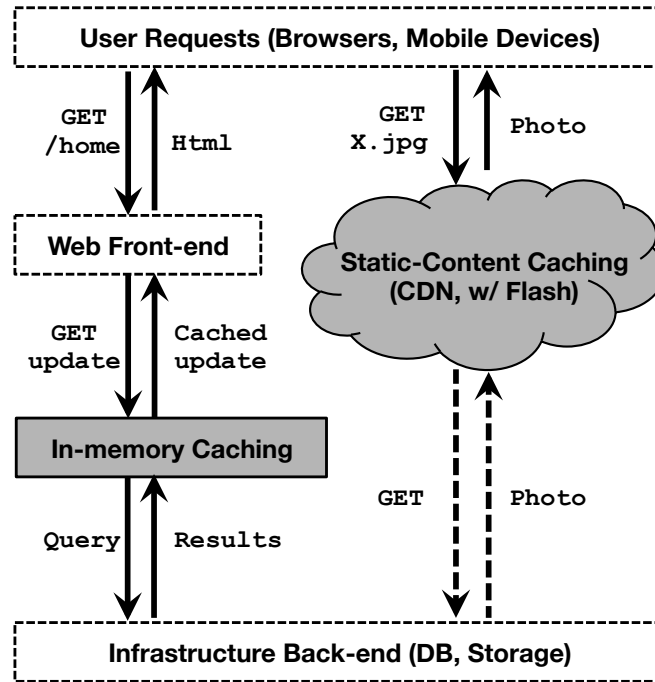 User Requests (Browsers, Mobile Devices)
GET
/home
Html
GET
X.jpg
Photo
Web Front-end
Static-Content Caching
(CDN, w/ Flash)
GET
update
Cached
update
In-memory Caching
GET
Photo
Query
Results
Infrastructure Back-end (DB, Storage)